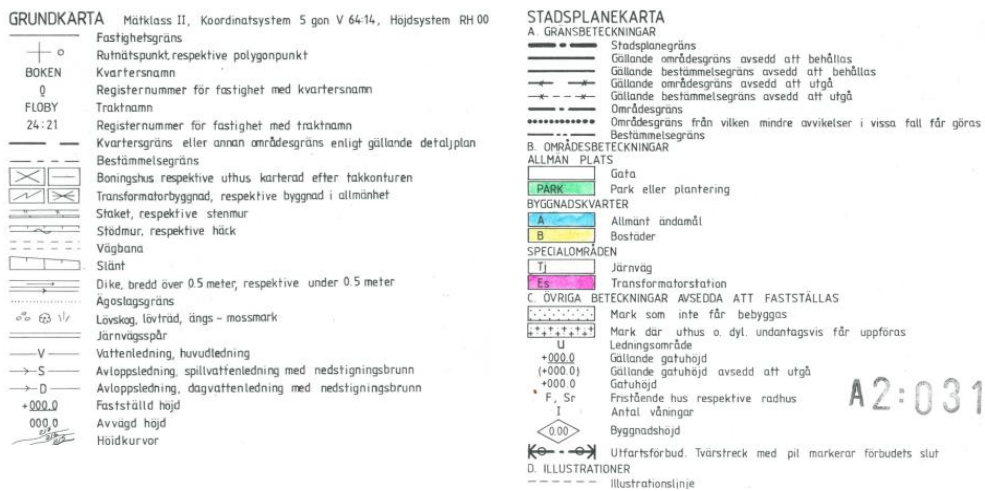 GRUNDKARTA Mätklass II, Koordinatsystem 5 gon V 64:14, Höjdsystem RH 00
Fastighetsgräns
Rutnätspunkt, respektive polygonpunkt
BOKEN Kvartersnamn
0 Registernummer för fastighet med kvartersnamn
FLOBY Traktnamn
24:21 Registernummer för fastighet med traktnamn
Kvartersgräns eller annan områdesgräns enligt gällande detaljplan
Bestämmelsegräns
Boningshus respektive uthus karterad efter takkonturen
Transformatorbyggnad, respektive byggnad i allmänhet
Staket, respektive stenmur
Stödmur, respektive häck
Vägbana
Slänt
Dike, bredd över 0.5 meter, respektive under 0.5 meter
Ägoslagsgräns
Lövskog, lövträd, ängs - mossmark
Järnvägsspår
V Vattenledning, huvudledning
S Avloppsledning, spillvattenledning med nedstigningsbrunn
D Avloppsledning, dagvattenledning med nedstigningsbrunn
+000.0 Fastställd höjd
000.0 Avvägd höjd
Höjdkurvor
STADSPLANEKARTA
A. GRÄNSBETECKNINGAR
Stadsplanegräns
Gällande områdesgräns avsedd att behållas
Gällande bestämmelsegräns avsedd att behållas
Gällande områdesgräns avsedd att utgå
Gällande bestämmelsegräns avsedd att utgå
Områdesgräns
Områdesgräns från vilken mindre avvikelser i vissa fall får göras
Bestämmelsegräns
B. OMRÅDESBETECKNINGAR
ALLMÄN PLATS
Gata
PARK Park eller plantering
BYGGNADSKVARTER
A Allmänt ändamål
B Bostäder
SPECIALOMRÅDEN
Tj Järnväg
Es Transformatorstation
C. ÖVRIGA BETECKNINGAR AVSEDDA ATT FASTSTÄLLAS
Mark som inte får bebyggas
Mark där uthus o. dyl. undantagsvis får uppföras
u Ledningsområde
+000.0 Gällande gatuhöjd
(+000.0) Gällande gatuhöjd avsedd att utgå
+000.0 Gatuhöjd
F, Sr Fristående hus respektive radhus
I Antal våningar
0.00 Byggnadshöjd
Utfartsförbud. Tvärstreck med pil markerar förbudets slut
D. ILLUSTRATIONER
Illustrationslinje
A2:031